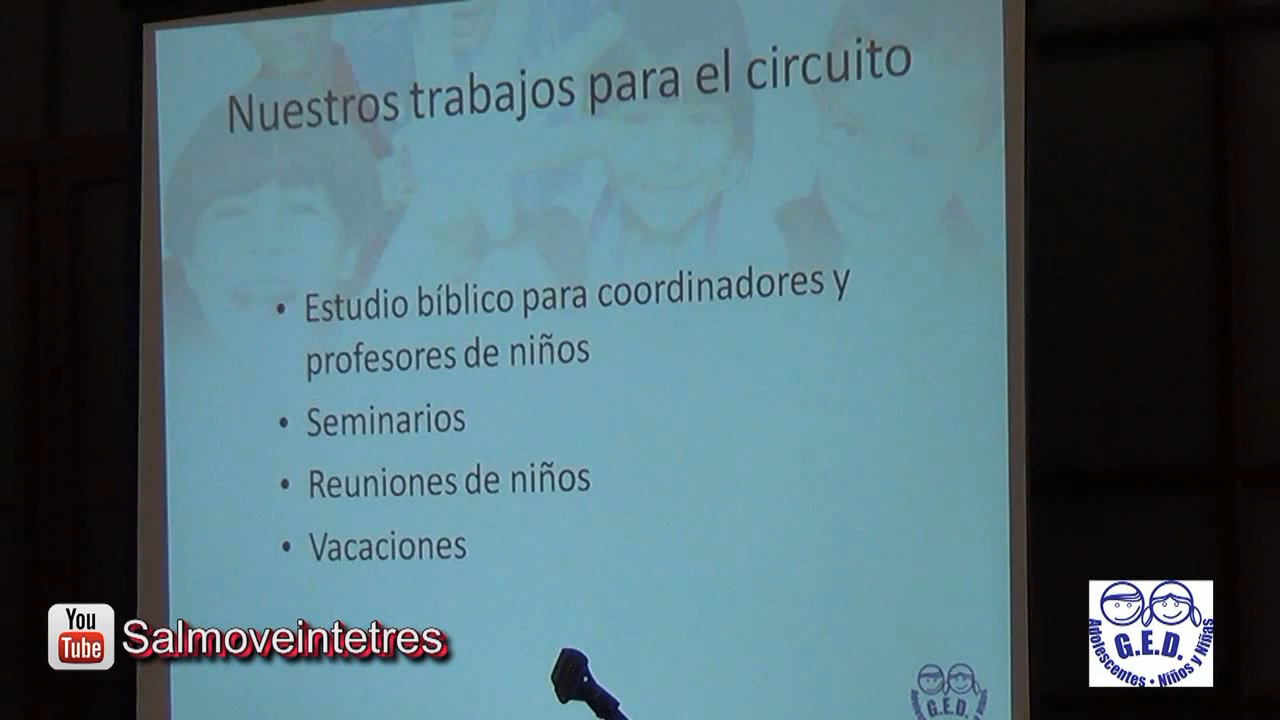 Nuestros trabajos para el circuito
• Estudio bíblico para coordinadores y
profesores de niños
• Seminarios
• Reuniones de niños
• Vacaciones
You
Tube
Salmoveintetres
G.E.D.
Adolescentes • Niños y Niñas
G.E.D.